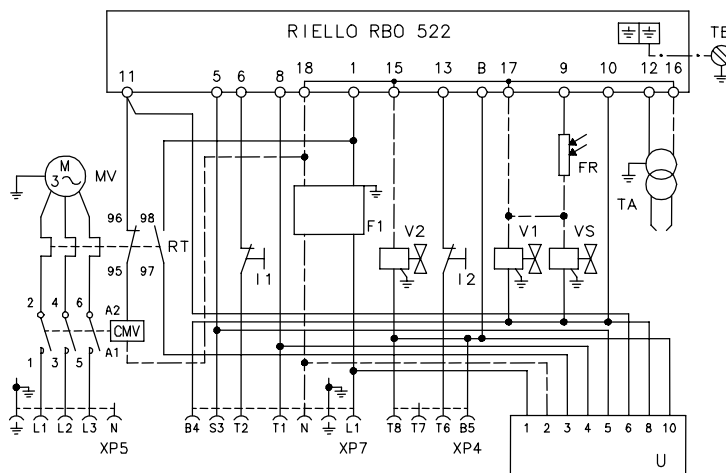 RIELLO RBO 522
TB
11 5 6 8 18 1 15 13 B 17 9 10 12 16
M
3
MV
FR
TA
96 98
RT
F1
V2
V1
VS
95 97
I1
I2
2 4 6 A2
CMV
A1
1 3 5
L1 L2 L3 N
B4 S3 T2 T1 N L1 T8 T7 T6 B5
1 2 3 4 5 6 8 10
XP5
XP7
XP4
U